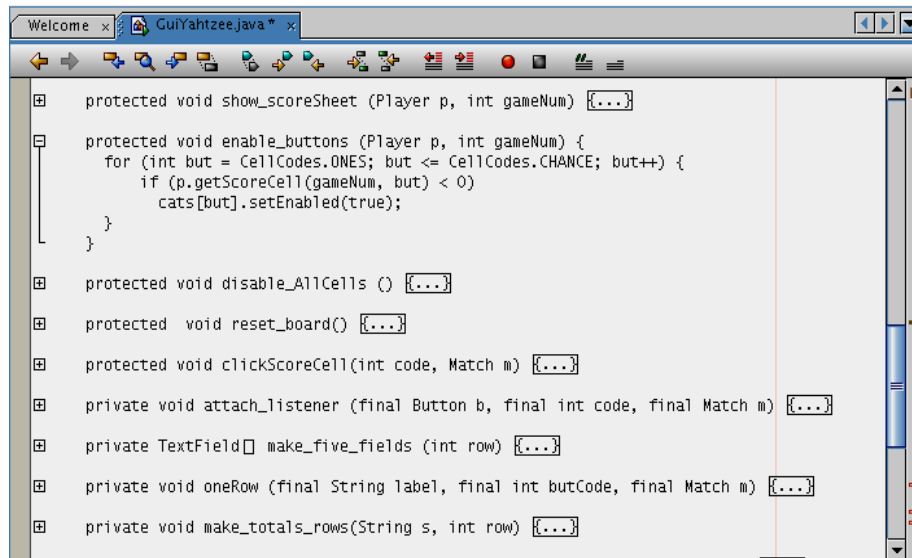 Welcome x GuiYahtzee.java * x
protected void show_scoreSheet (Player p, int gameNum) {...}
protected void enable_buttons (Player p, int gameNum) {
for (int but = CellCodes.ONES; but <= CellCodes.CHANCE; but++) {
if (p.getScoreCell(gameNum, but) < 0)
cats[but].setEnabled(true);
}
}
protected void disable_AllCells () {...}
protected  void reset_board() {...}
protected void clickScoreCell(int code, Match m) {...}
private void attach_listener (final Button b, final int code, final Match m) {...}
private TextField[] make_five_fields (int row) {...}
private void oneRow (final String label, final int butCode, final Match m) {...}
private void make_totals_rows(String s, int row) {...}